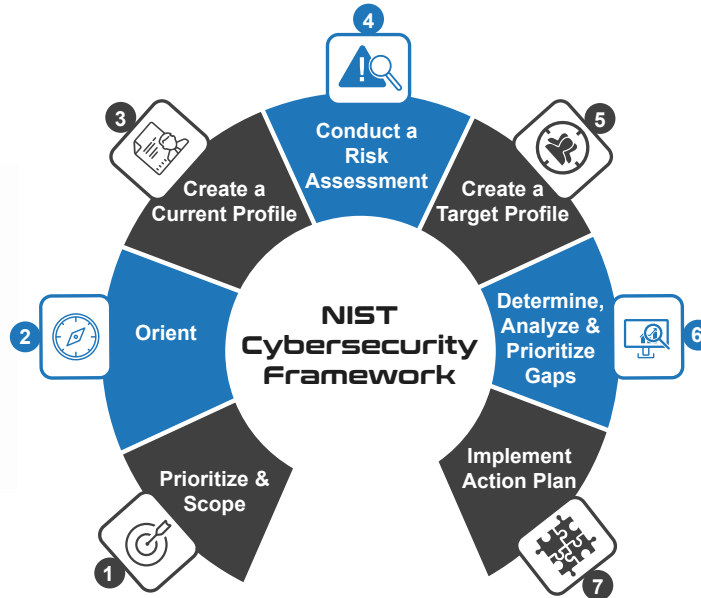 1
Prioritize &
Scope
2
Orient
3
Create a
Current Profile
4
Conduct a
Risk
Assessment
5
Create a
Target Profile
6
Determine,
Analyze &
Prioritize
Gaps
7
Implement
Action Plan
NIST
Cybersecurity
Framework